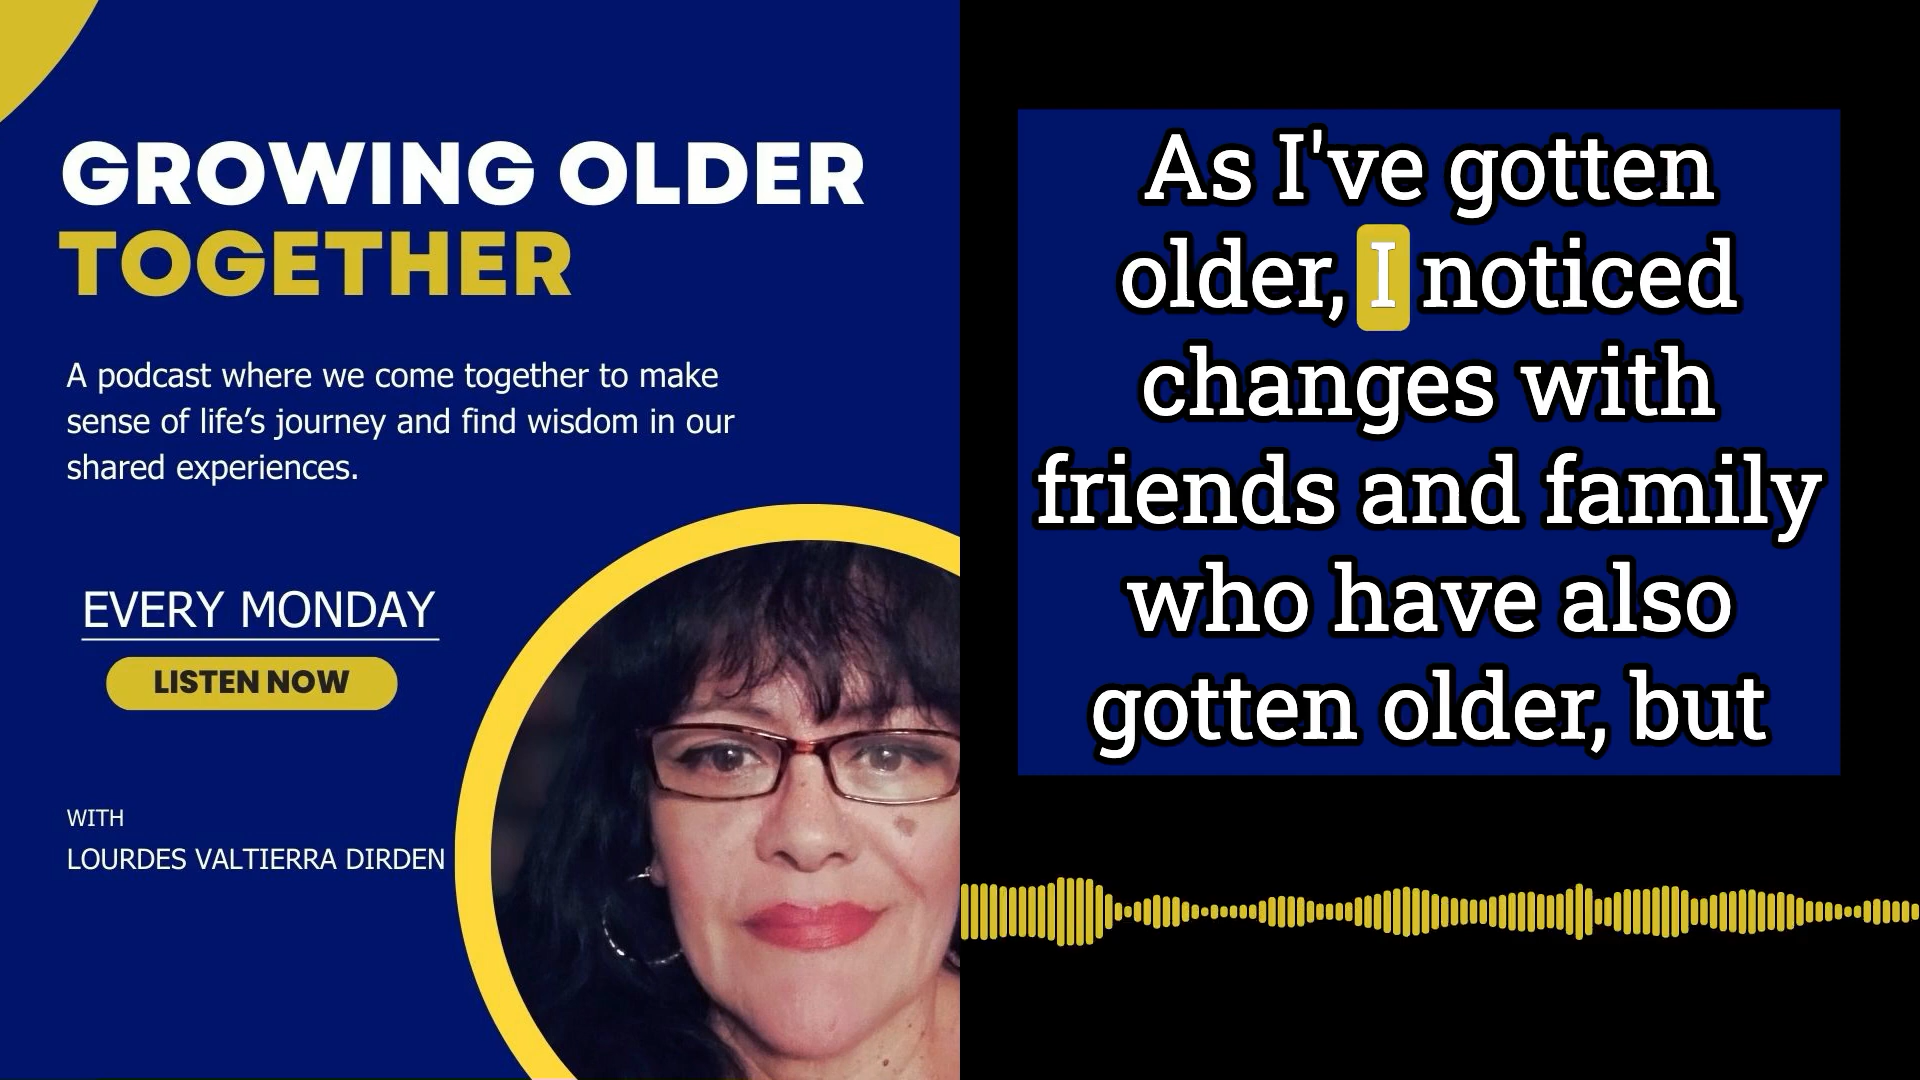 GROWING OLDER
TOGETHER
A podcast where we come together to make
sense of life’s journey and find wisdom in our
shared experiences.
EVERY MONDAY
LISTEN NOW
WITH
LOURDES VALTIERRA DIRDEN
As I've gotten
older, I noticed
changes with
friends and family
who have also
gotten older, but